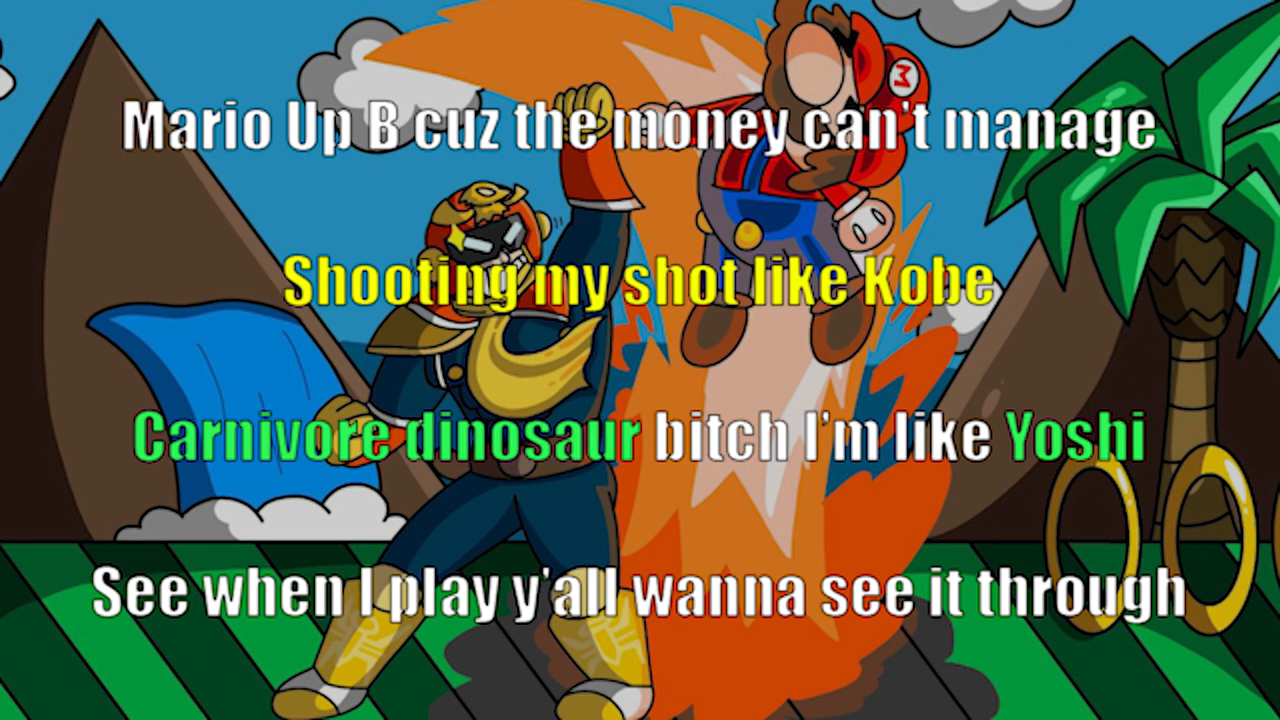 Mario Up B cuz the money can't manage
Shooting my shot like Kobe
Carnivore dinosaur bitch I'm like Yoshi
See when I play y'all wanna see it through
M